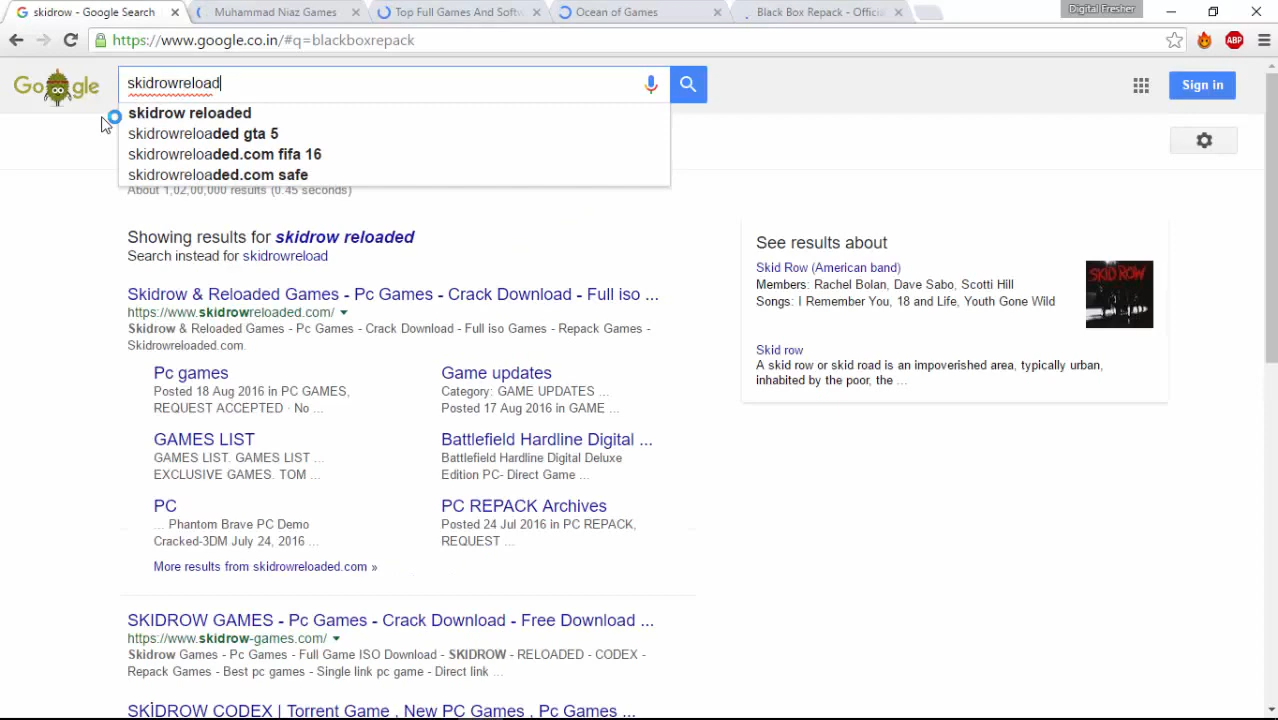 skidrow - Google Search
Muhammad Niaz Games
Top Full Games And Softw
Ocean of Games
Black Box Repack - Officia
Digital Fresher
https://www.google.co.in/#q=blackboxrepack
ABP
Google
skidrowreload
Sign in
skidrow reloaded
skidrowreloaded gta 5
skidrowreloaded.com fifa 16
skidrowreloaded.com safe
About 1,02,00,000 results (0.45 seconds)
Showing results for skidrow reloaded
Search instead for skidrowreload
Skidrow & Reloaded Games - Pc Games - Crack Download - Full iso ...
https://www.skidrowreloaded.com/
Skidrow & Reloaded Games - Pc Games - Crack Download - Full iso Games - Repack Games -
Skidrowreloaded.com.
Pc games
Posted 18 Aug 2016 in PC GAMES,
REQUEST ACCEPTED · No ...
Game updates
Category: GAME UPDATES ...
Posted 17 Aug 2016 in GAME ...
GAMES LIST
GAMES LIST. GAMES LIST ...
EXCLUSIVE GAMES. TOM ...
Battlefield Hardline Digital ...
Battlefield Hardline Digital Deluxe
Edition PC- Direct Game ...
PC
... Phantom Brave PC Demo
Cracked-3DM July 24, 2016 ...
PC REPACK Archives
Posted 24 Jul 2016 in PC REPACK,
REQUEST ...
More results from skidrowreloaded.com »
SKIDROW GAMES - Pc Games - Crack Download - Free Download ...
https://www.skidrow-games.com/
Skidrow Games - Pc Games - Full Game ISO Download - SKIDROW - RELOADED - CODEX -
Repack Games - Best pc games - Single link pc game - Direct link ...
SKİDROW CODEX | Torrent Game , New PC Games , Pc Games ...
See results about
Skid Row (American band)
Members: Rachel Bolan, Dave Sabo, Scotti Hill
Songs: I Remember You, 18 and Life, Youth Gone Wild
SKID ROW
Skid row
A skid row or skid road is an impoverished area, typically urban,
inhabited by the poor, the ...